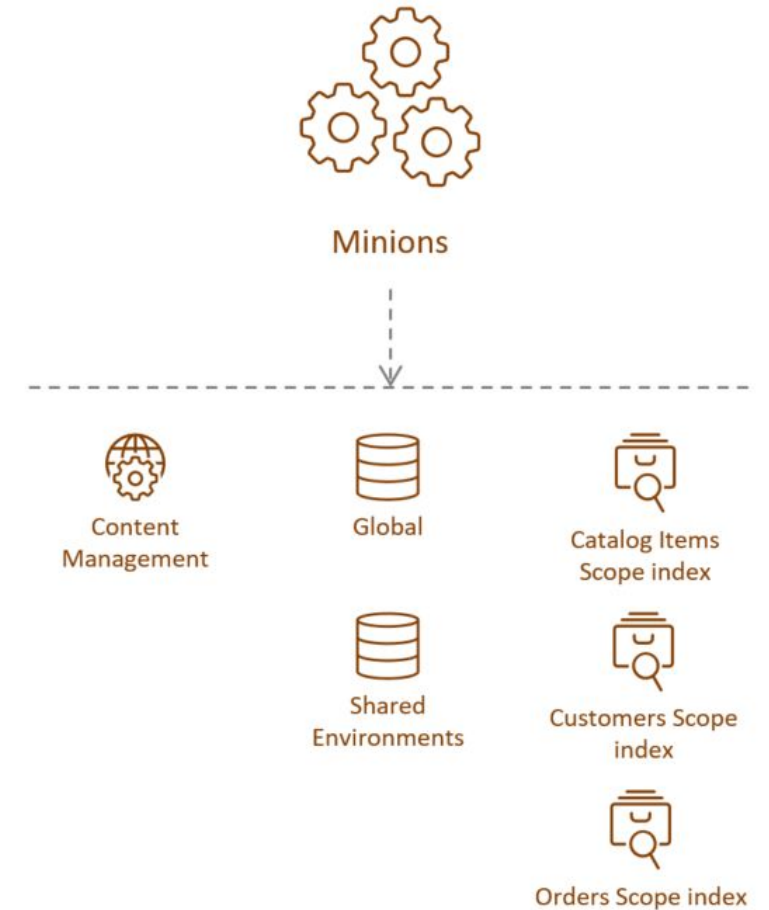 Minions
Content
Management
Global
Catalog Items
Scope index
Shared
Environments
Customers Scope
index
Orders Scope index